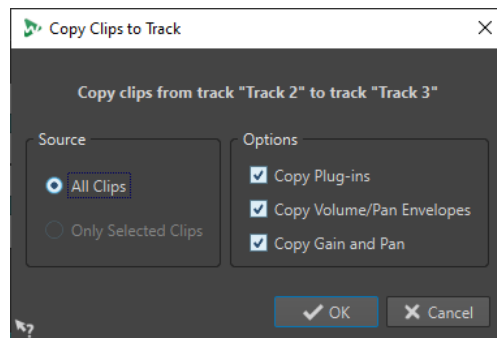 Copy Clips to Track
Copy clips from track "Track 2" to track "Track 3"
Source
All Clips
Only Selected Clips
Options
Copy Plug-ins
Copy Volume/Pan Envelopes
Copy Gain and Pan
?
OK
Cancel